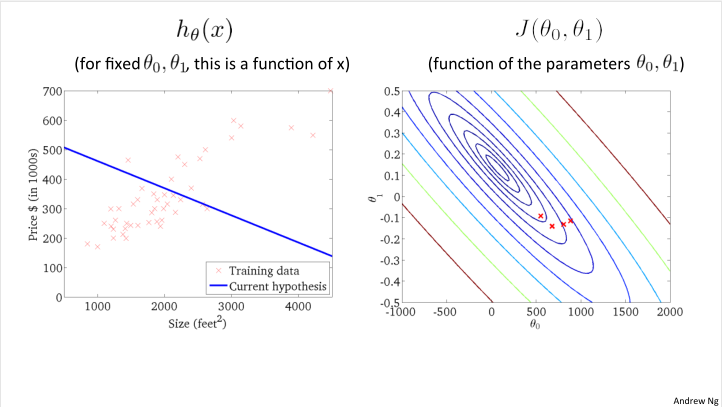 hθ(x)
(for fixed θ0, θ1, this is a function of x)
700
600
500
400
300
200
100
0
Price $ (in 1000s)
1000
2000
3000
4000
Size (feet2)
Training data
Current hypothesis
J(θ0, θ1)
(function of the parameters θ0, θ1)
0.5
0.4
0.3
0.2
0.1
0
-0.1
-0.2
-0.3
-0.4
-0.5
θ1
-1000
-500
0
500
1000
1500
2000
θ0
Andrew Ng